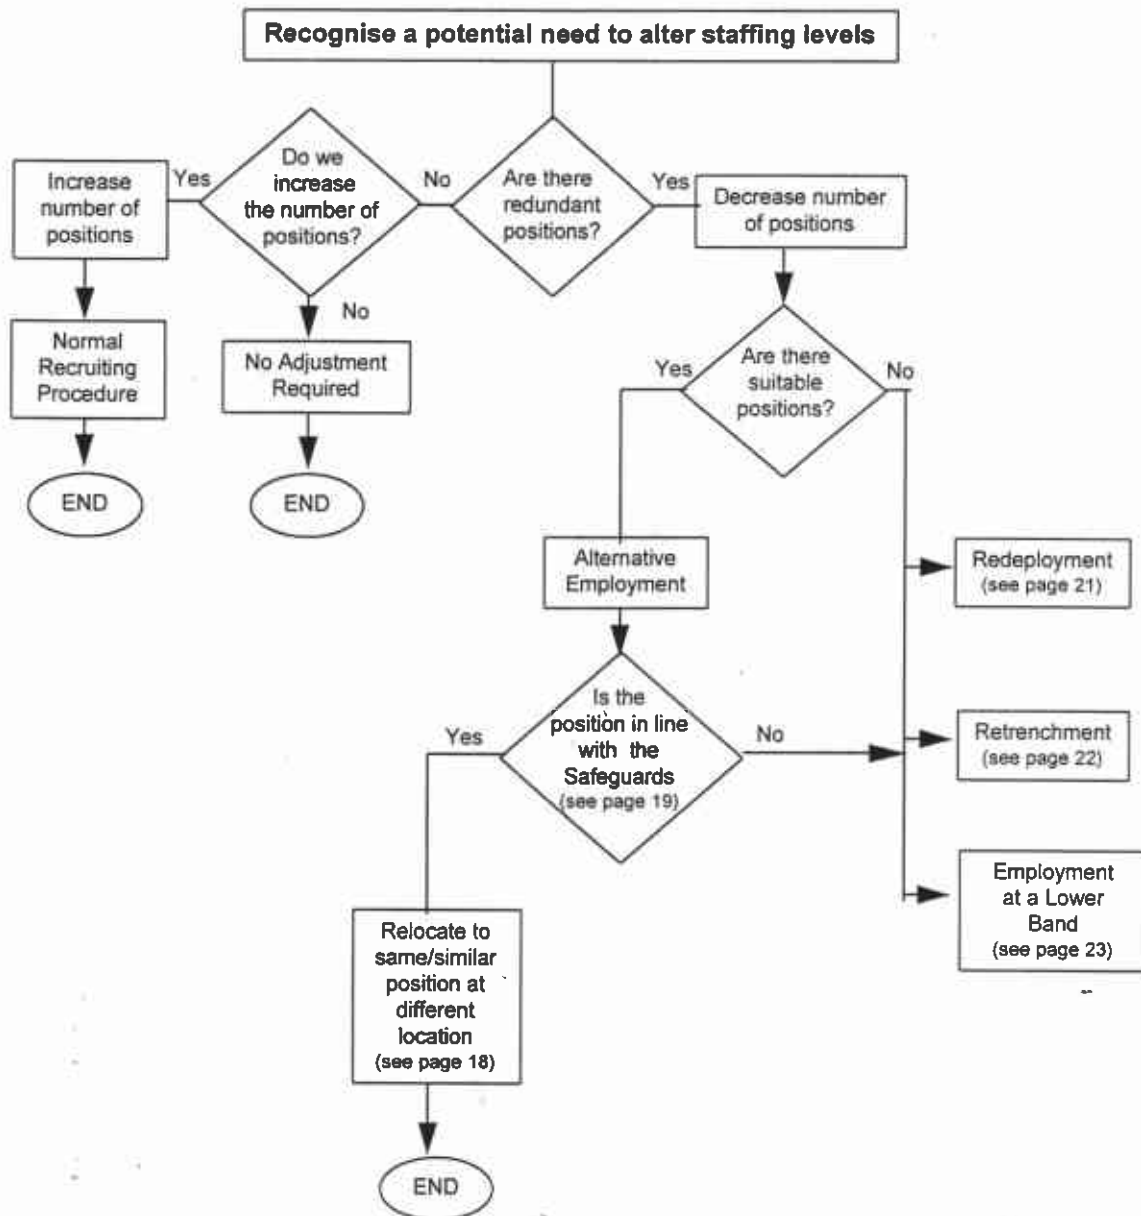 Recognise a potential need to alter staffing levels
Increase
number of
positions
Yes
Do we
increase
the number of
positions?
No
Are there
redundant
positions?
Yes
Decrease number
of positions
Normal
Recruiting
Procedure
No
No Adjustment
Required
Yes
Are there
suitable
positions?
No
END
END
Alternative
Employment
Redeployment
(see page 21)
Yes
Is the
position in line
with the
Safeguards
(see page 19)
No
Retrenchment
(see page 22)
Employment
at a Lower
Band
(see page 23)
Relocate to
same/similar
position at
different
location
(see page 18)
END